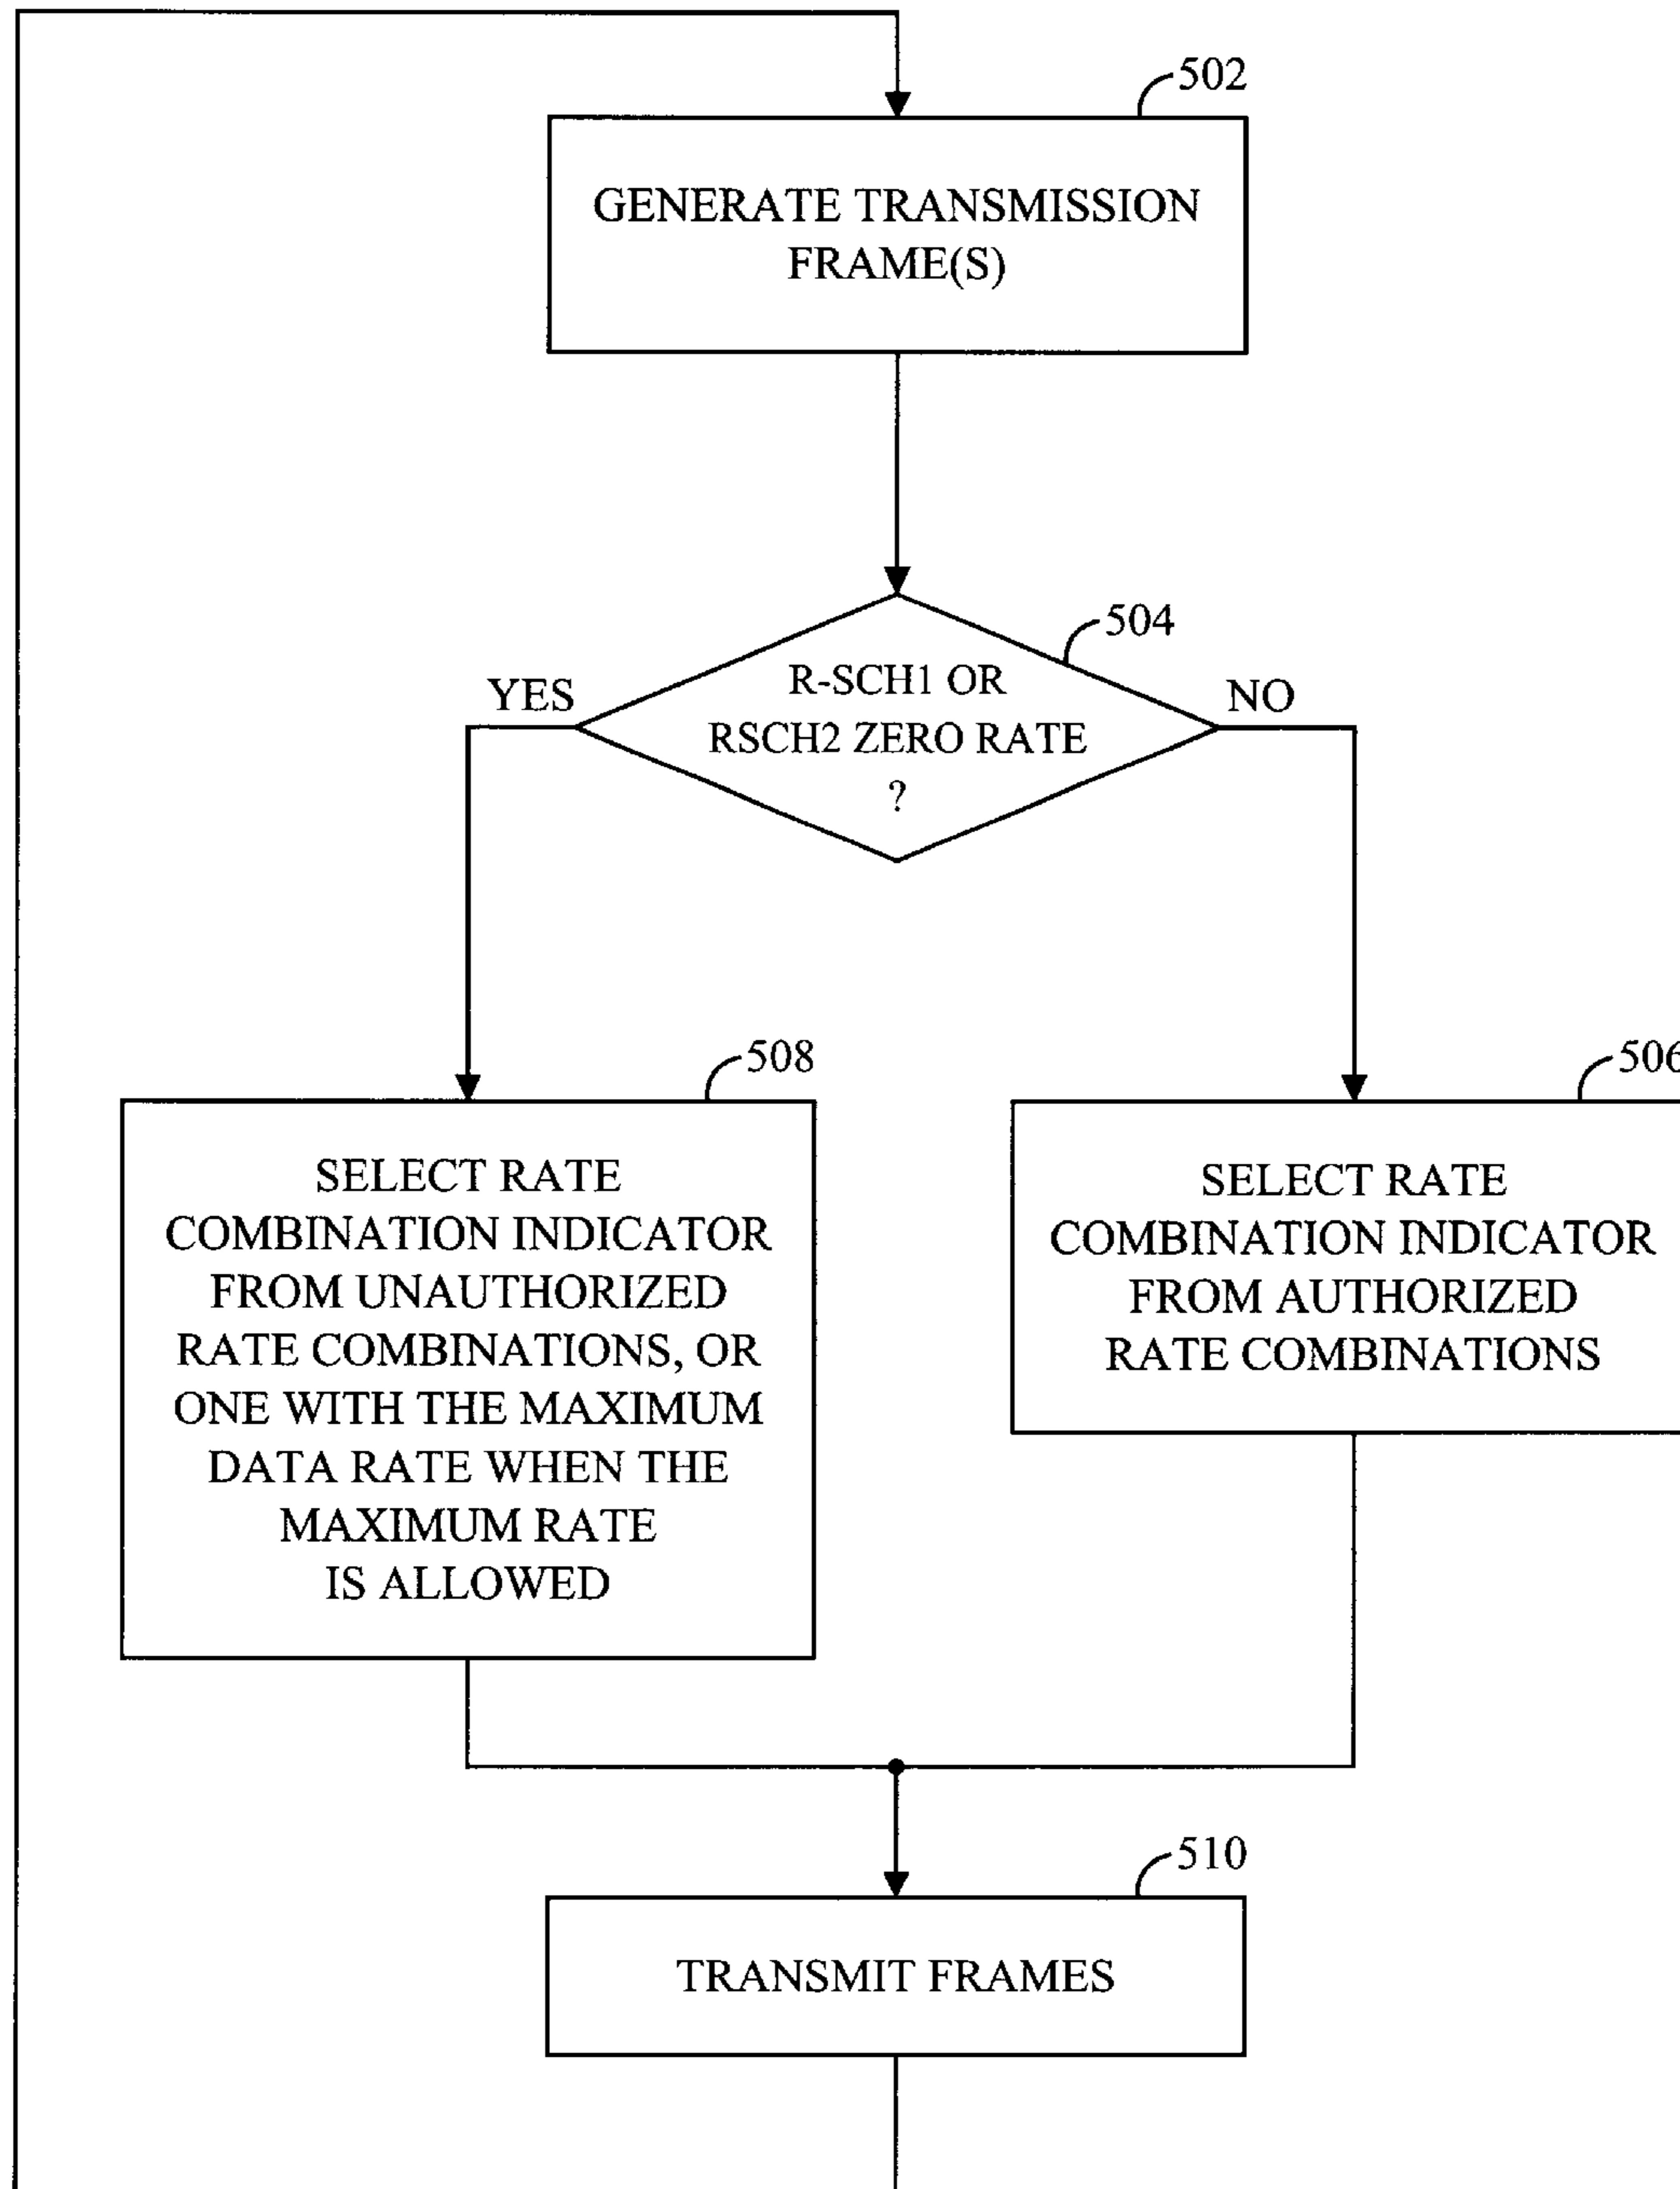 502
GENERATE TRANSMISSION
FRAME(S)
504
R-SCH1 OR
RSCH2 ZERO RATE
?
YES
NO
508
SELECT RATE
COMBINATION INDICATOR
FROM UNAUTHORIZED
RATE COMBINATIONS, OR
ONE WITH THE MAXIMUM
DATA RATE WHEN THE
MAXIMUM RATE
IS ALLOWED
506
SELECT RATE
COMBINATION INDICATOR
FROM AUTHORIZED
RATE COMBINATIONS
510
TRANSMIT FRAMES